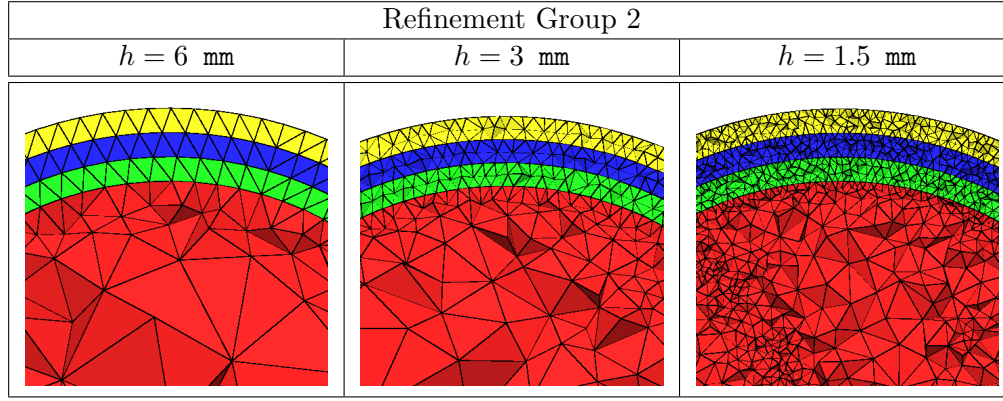 Refinement Group 2
h = 6 mm h = 3 mm h = 1.5 mm